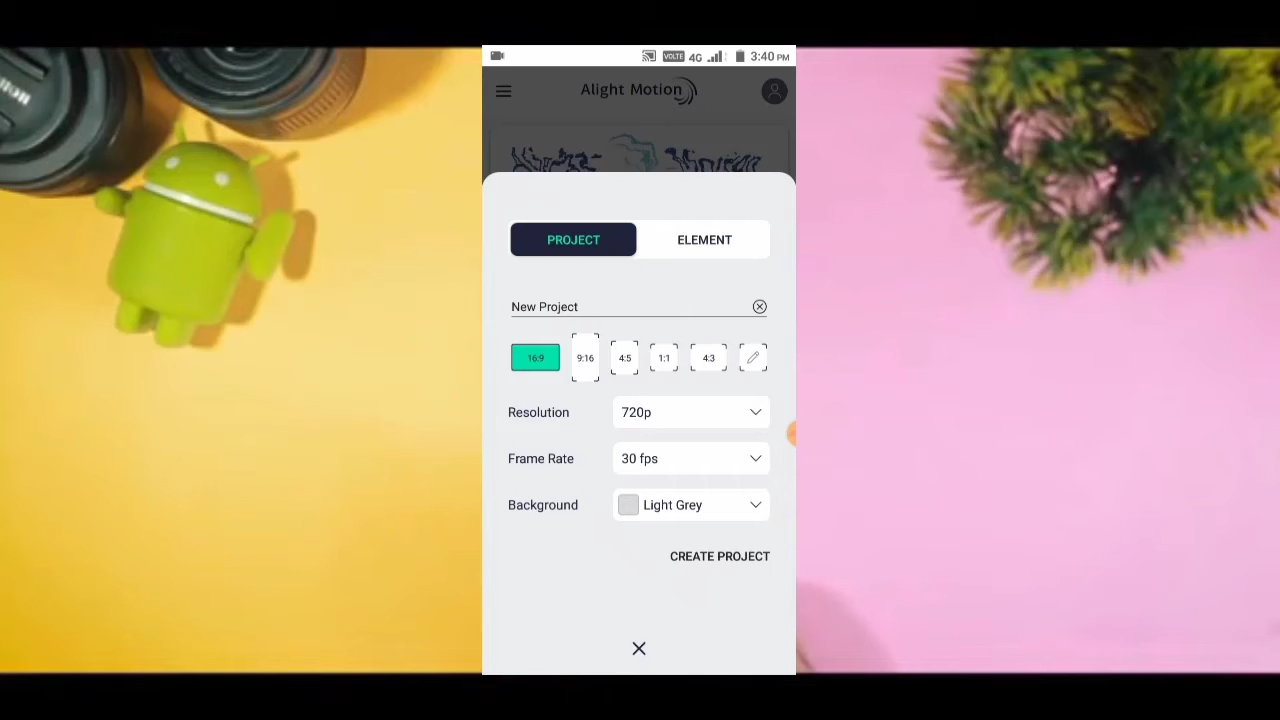 VOLTE 4G 3:40 PM
Alight Motion
PROJECT ELEMENT
New Project
16:9 9:16 4:5 1:1 4:3
Resolution 720p
Frame Rate 30 fps
Background Light Grey
CREATE PROJECT